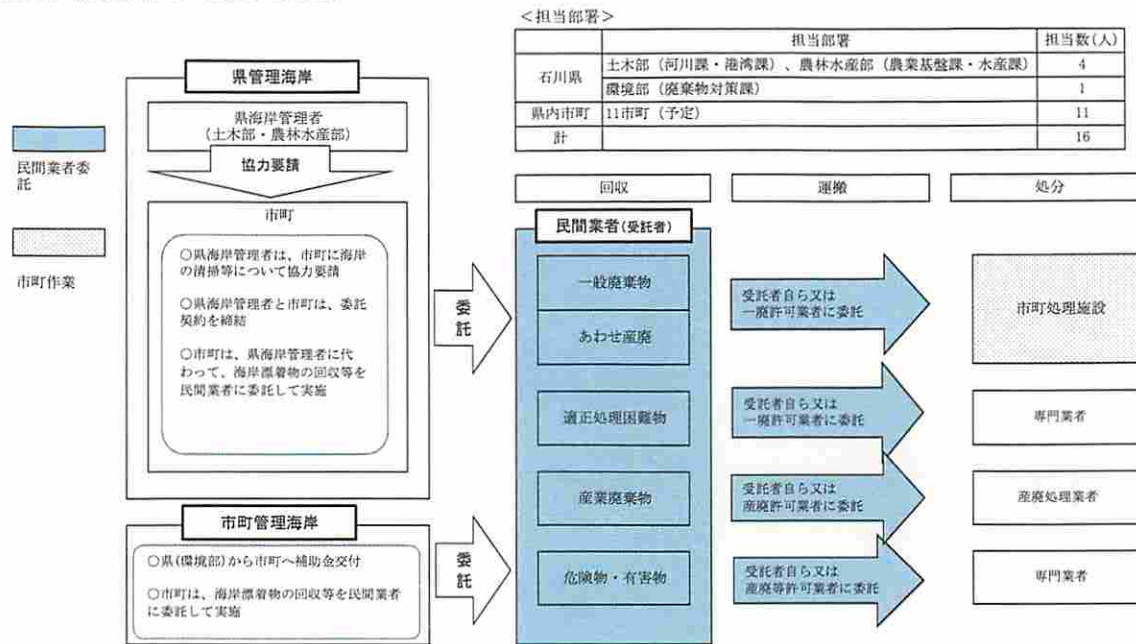 <担当部署>
担当部署 担当数(人)
石川県 土木部(河川課・港湾課)、農林水産部(農業基盤課・水産課) 4
環境部(廃棄物対策課) 1
県内市町 11市町(予定) 11
計 16
民間業者委
託
市町作業
県管理海岸
県海岸管理者
(土木部・農林水産部)
協力要請
市町
○県海岸管理者は、市町に海岸
の清掃等について協力要請
○県海岸管理者と市町は、委託
契約を締結
○市町は、県海岸管理者に代
わって、海岸漂着物の回収等を
民間業者に委託して実施
委託
市町管理海岸
○県(環境部)から市町へ補助金交付
○市町は、海岸漂着物の回収等を民間業者
に委託して実施
委託
回収 運搬 処分
民間業者(受託者)
一般廃棄物
あわせ産廃
受託者自ら又は
一廃許可業者に委託
市町処理施設
適正処理困難物
受託者自ら又は
一廃許可業者に委託
専門業者
産業廃棄物
受託者自ら又は
産廃許可業者に委託
産廃処理業者
危険物・有害物
受託者自ら又は
産廃等許可業者に委託
専門業者